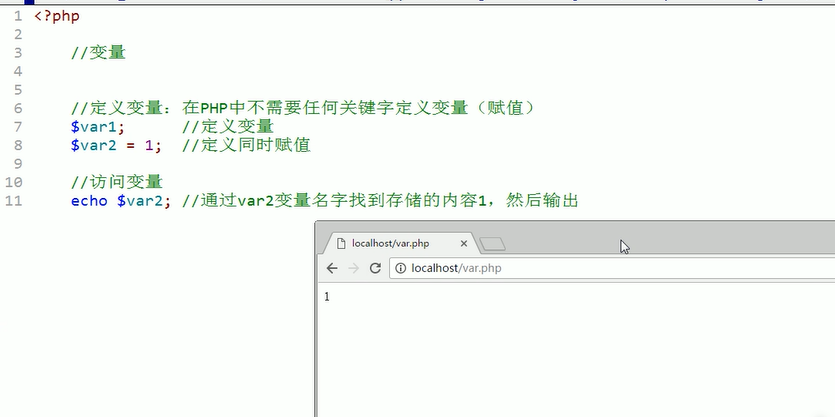 1 <?php
2
3 //变量
4
5
6 //定义变量：在PHP中不需要任何关键字定义变量（赋值）
7 $var1; //定义变量
8 $var2 = 1; //定义同时赋值
9
10 //访问变量
11 echo $var2; //通过var2变量名字找到存储的内容1，然后输出
localhost/var.php
localhost/var.php
1